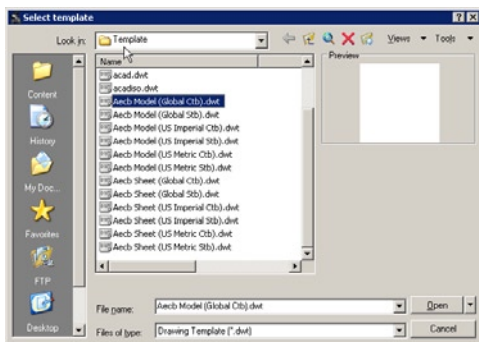 Select template
Look in: Template
Views
Tools
Name
Preview
acad.dwt
acadiso.dwt
Aecb Model (Global Ctb).dwt
Aecb Model (Global Stb).dwt
Aecb Model (US Imperial Ctb).dwt
Aecb Model (US Imperial Stb).dwt
Aecb Model (US Metric Ctb).dwt
Aecb Model (US Metric Stb).dwt
Aecb Sheet (Global Ctb).dwt
Aecb Sheet (Global Stb).dwt
Aecb Sheet (US Imperial Ctb).dwt
Aecb Sheet (US Imperial Stb).dwt
Aecb Sheet (US Metric Ctb).dwt
Aecb Sheet (US Metric Stb).dwt
Content
History
My Doc...
Favorites
FTP
Desktop
File name: Aecb Model (Global Ctb).dwt
Open
Files of type: Drawing Template (*.dwt)
Cancel